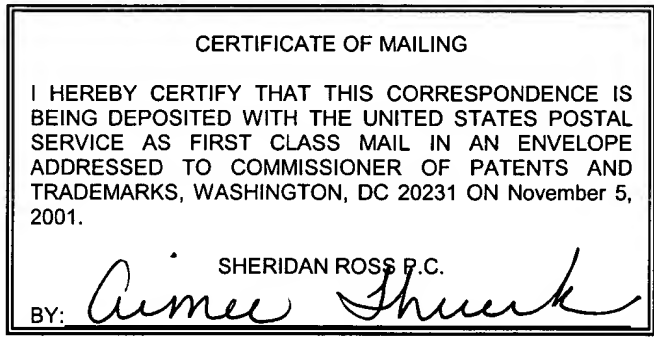 CERTIFICATE OF MAILING
I HEREBY CERTIFY THAT THIS CORRESPONDENCE IS
BEING DEPOSITED WITH THE UNITED STATES POSTAL
SERVICE AS FIRST CLASS MAIL IN AN ENVELOPE
ADDRESSED TO COMMISSIONER OF PATENTS AND
TRADEMARKS, WASHINGTON, DC 20231 ON November 5,
2001.
SHERIDAN ROSS P.C.
BY: Aimee